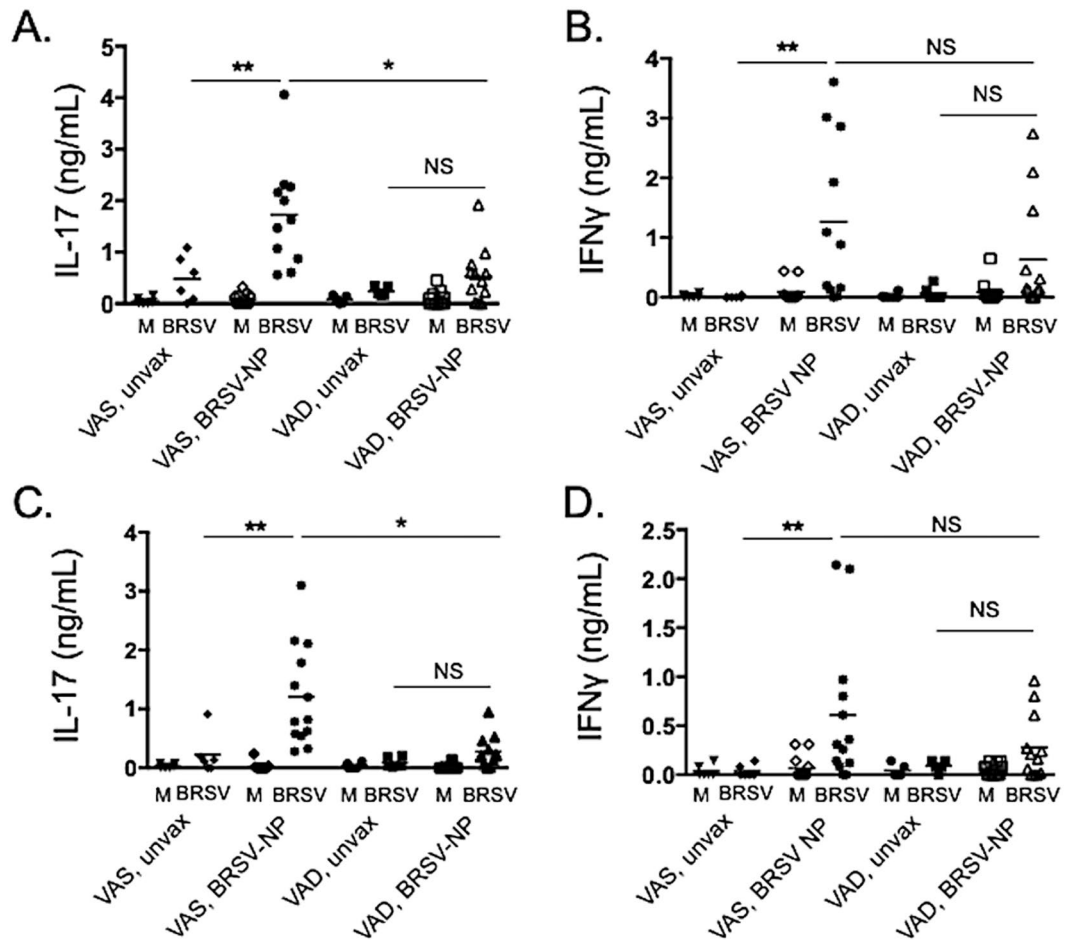 A.
IL-17 (ng/mL)
5
4
3
2
1
0
** *
NS
M BRSV M BRSV M BRSV M BRSV
VAS, unvax
VAS, BRSV-NP
VAD, unvax
VAD, BRSV-NP
B.
IFNγ (ng/mL)
4
3
2
1
0
** NS
NS
M BRSV M BRSV M BRSV M BRSV
VAS, unvax
VAS, BRSV NP
VAD, unvax
VAD, BRSV-NP
C.
IL-17 (ng/mL)
4
3
2
1
0
** *
NS
M BRSV M BRSV M BRSV M BRSV
VAS, unvax
VAS, BRSV-NP
VAD, unvax
VAD, BRSV-NP
D.
IFNγ (ng/mL)
2.5
2.0
1.5
1.0
0.5
0.0
** NS
NS
M BRSV M BRSV M BRSV M BRSV
VAS, unvax
VAS, BRSV NP
VAD, unvax
VAD, BRSV-NP